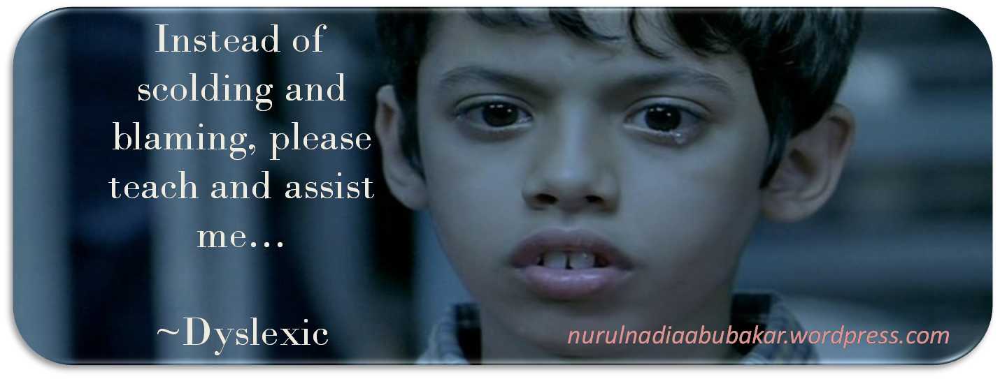 Instead of
scolding and
blaming, please
teach and assist
me...
~Dyslexic
nurulnadiaabubakar.wordpress.com